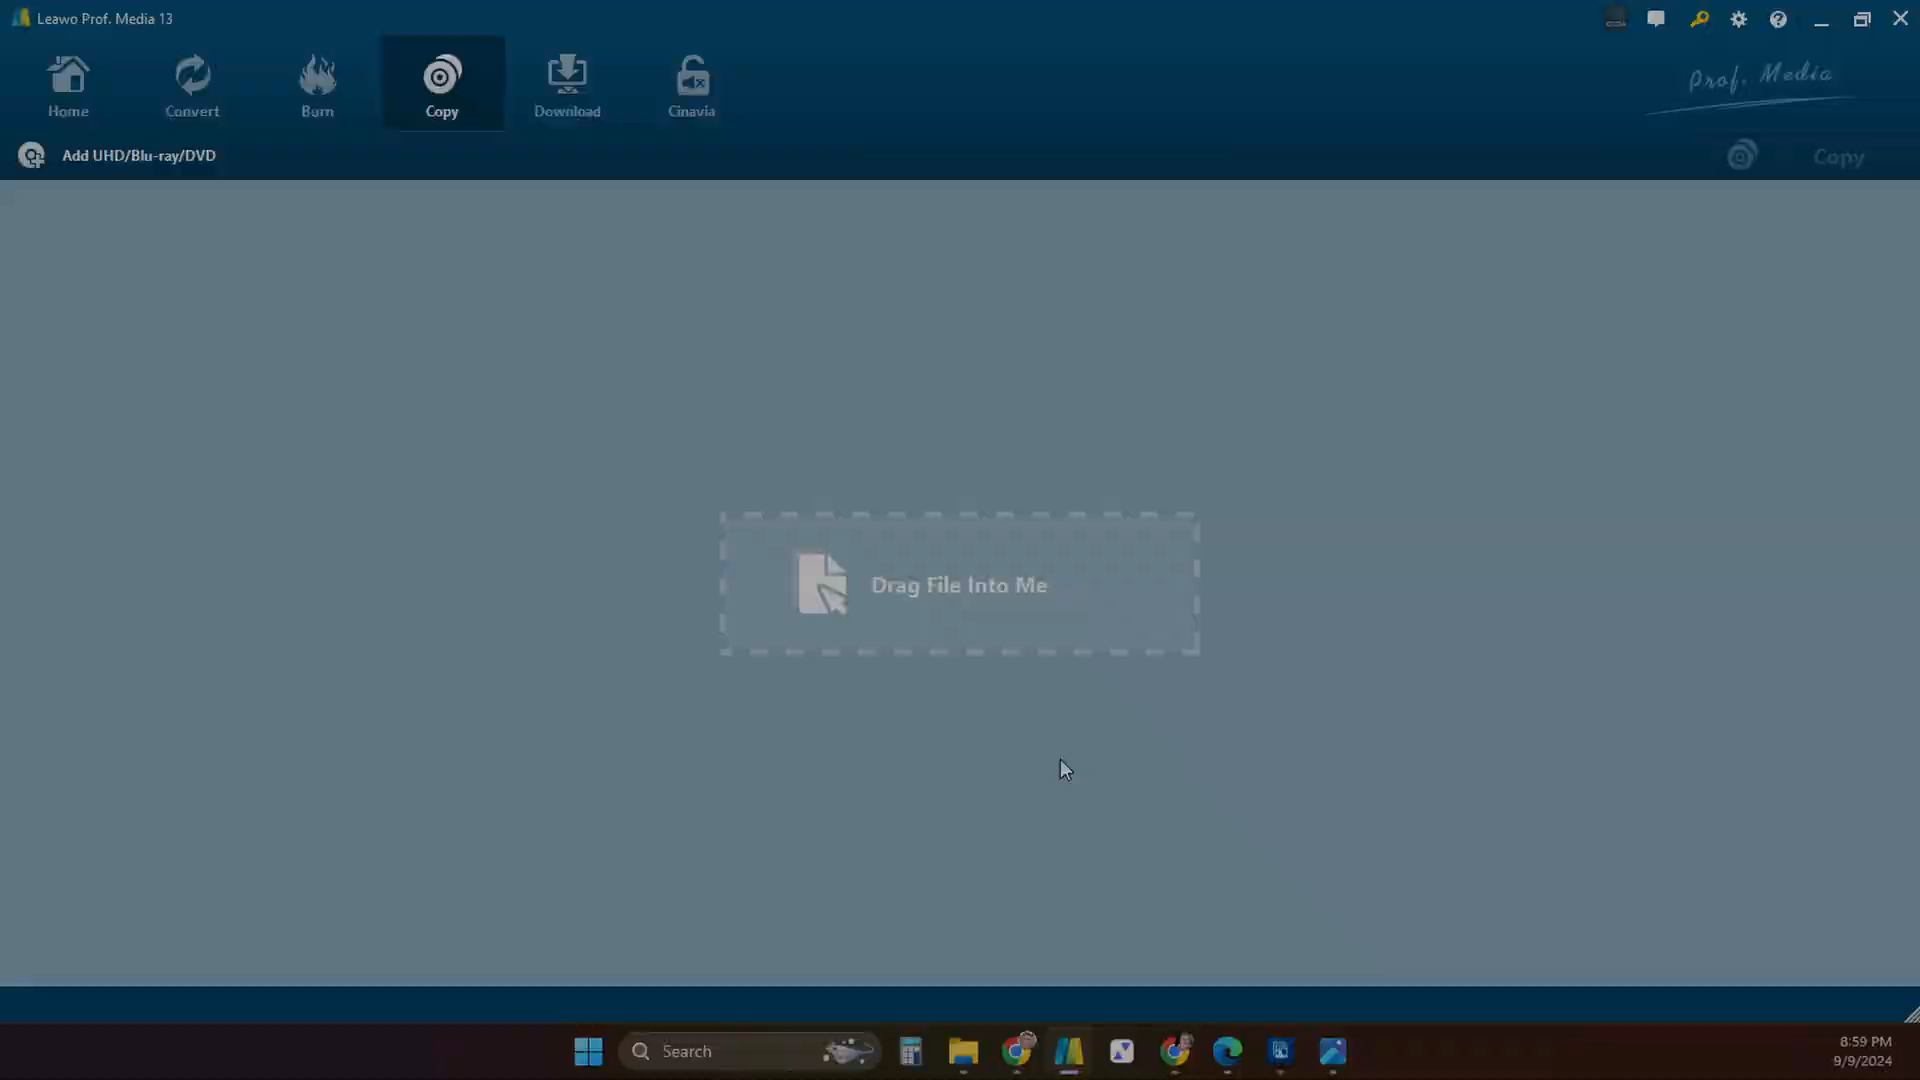 Leawo Prof. Media 13
Home
Convert
Burn
Copy
Download
Cinavia
Prof. Media
Add UHD/Blu-ray/DVD
Copy
Drag File Into Me
Search
8:59 PM
9/9/2024